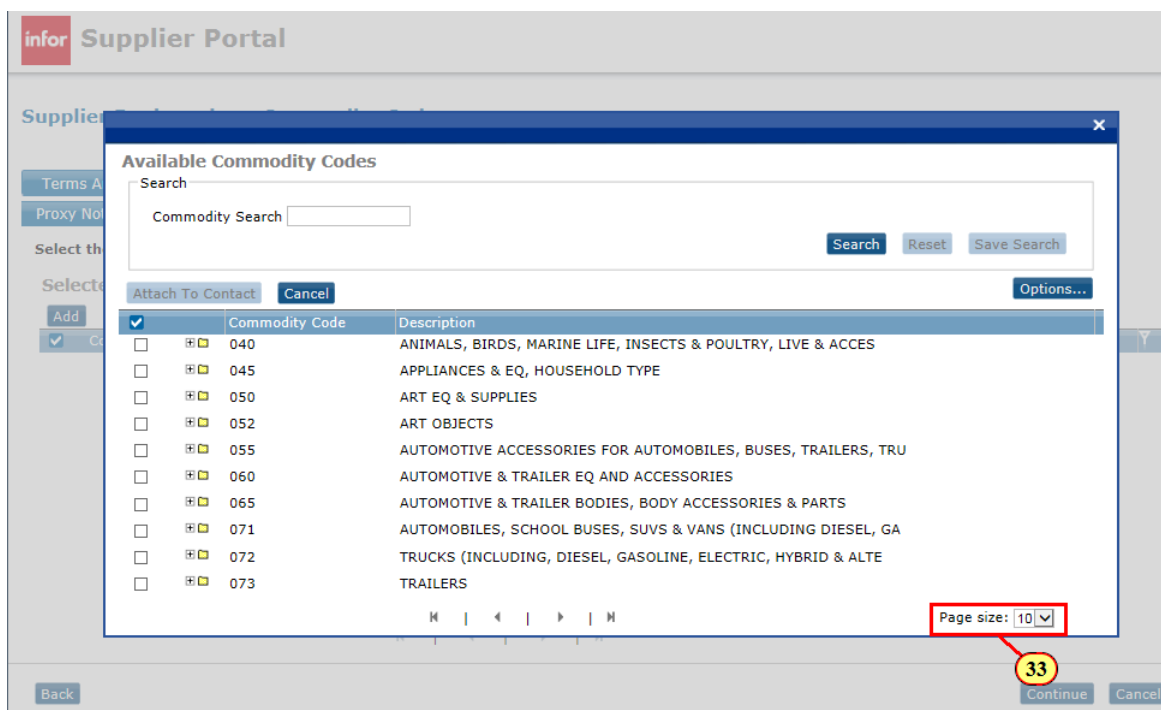 infor Supplier Portal
Supplier
Available Commodity Codes
Search
Terms A
Commodity Search
Proxy Not
Search Reset Save Search
Select th
Selecte
Attach To Contact Cancel Options...
Add
Commodity Code Description
Co
040 ANIMALS, BIRDS, MARINE LIFE, INSECTS & POULTRY, LIVE & ACCES
045 APPLIANCES & EQ, HOUSEHOLD TYPE
050 ART EQ & SUPPLIES
052 ART OBJECTS
055 AUTOMOTIVE ACCESSORIES FOR AUTOMOBILES, BUSES, TRAILERS, TRU
060 AUTOMOTIVE & TRAILER EQ AND ACCESSORIES
065 AUTOMOTIVE & TRAILER BODIES, BODY ACCESSORIES & PARTS
071 AUTOMOBILES, SCHOOL BUSES, SUVS & VANS (INCLUDING DIESEL, GA
072 TRUCKS (INCLUDING, DIESEL, GASOLINE, ELECTRIC, HYBRID & ALTE
073 TRAILERS
Page size: 10
33
Back Continue Cancel